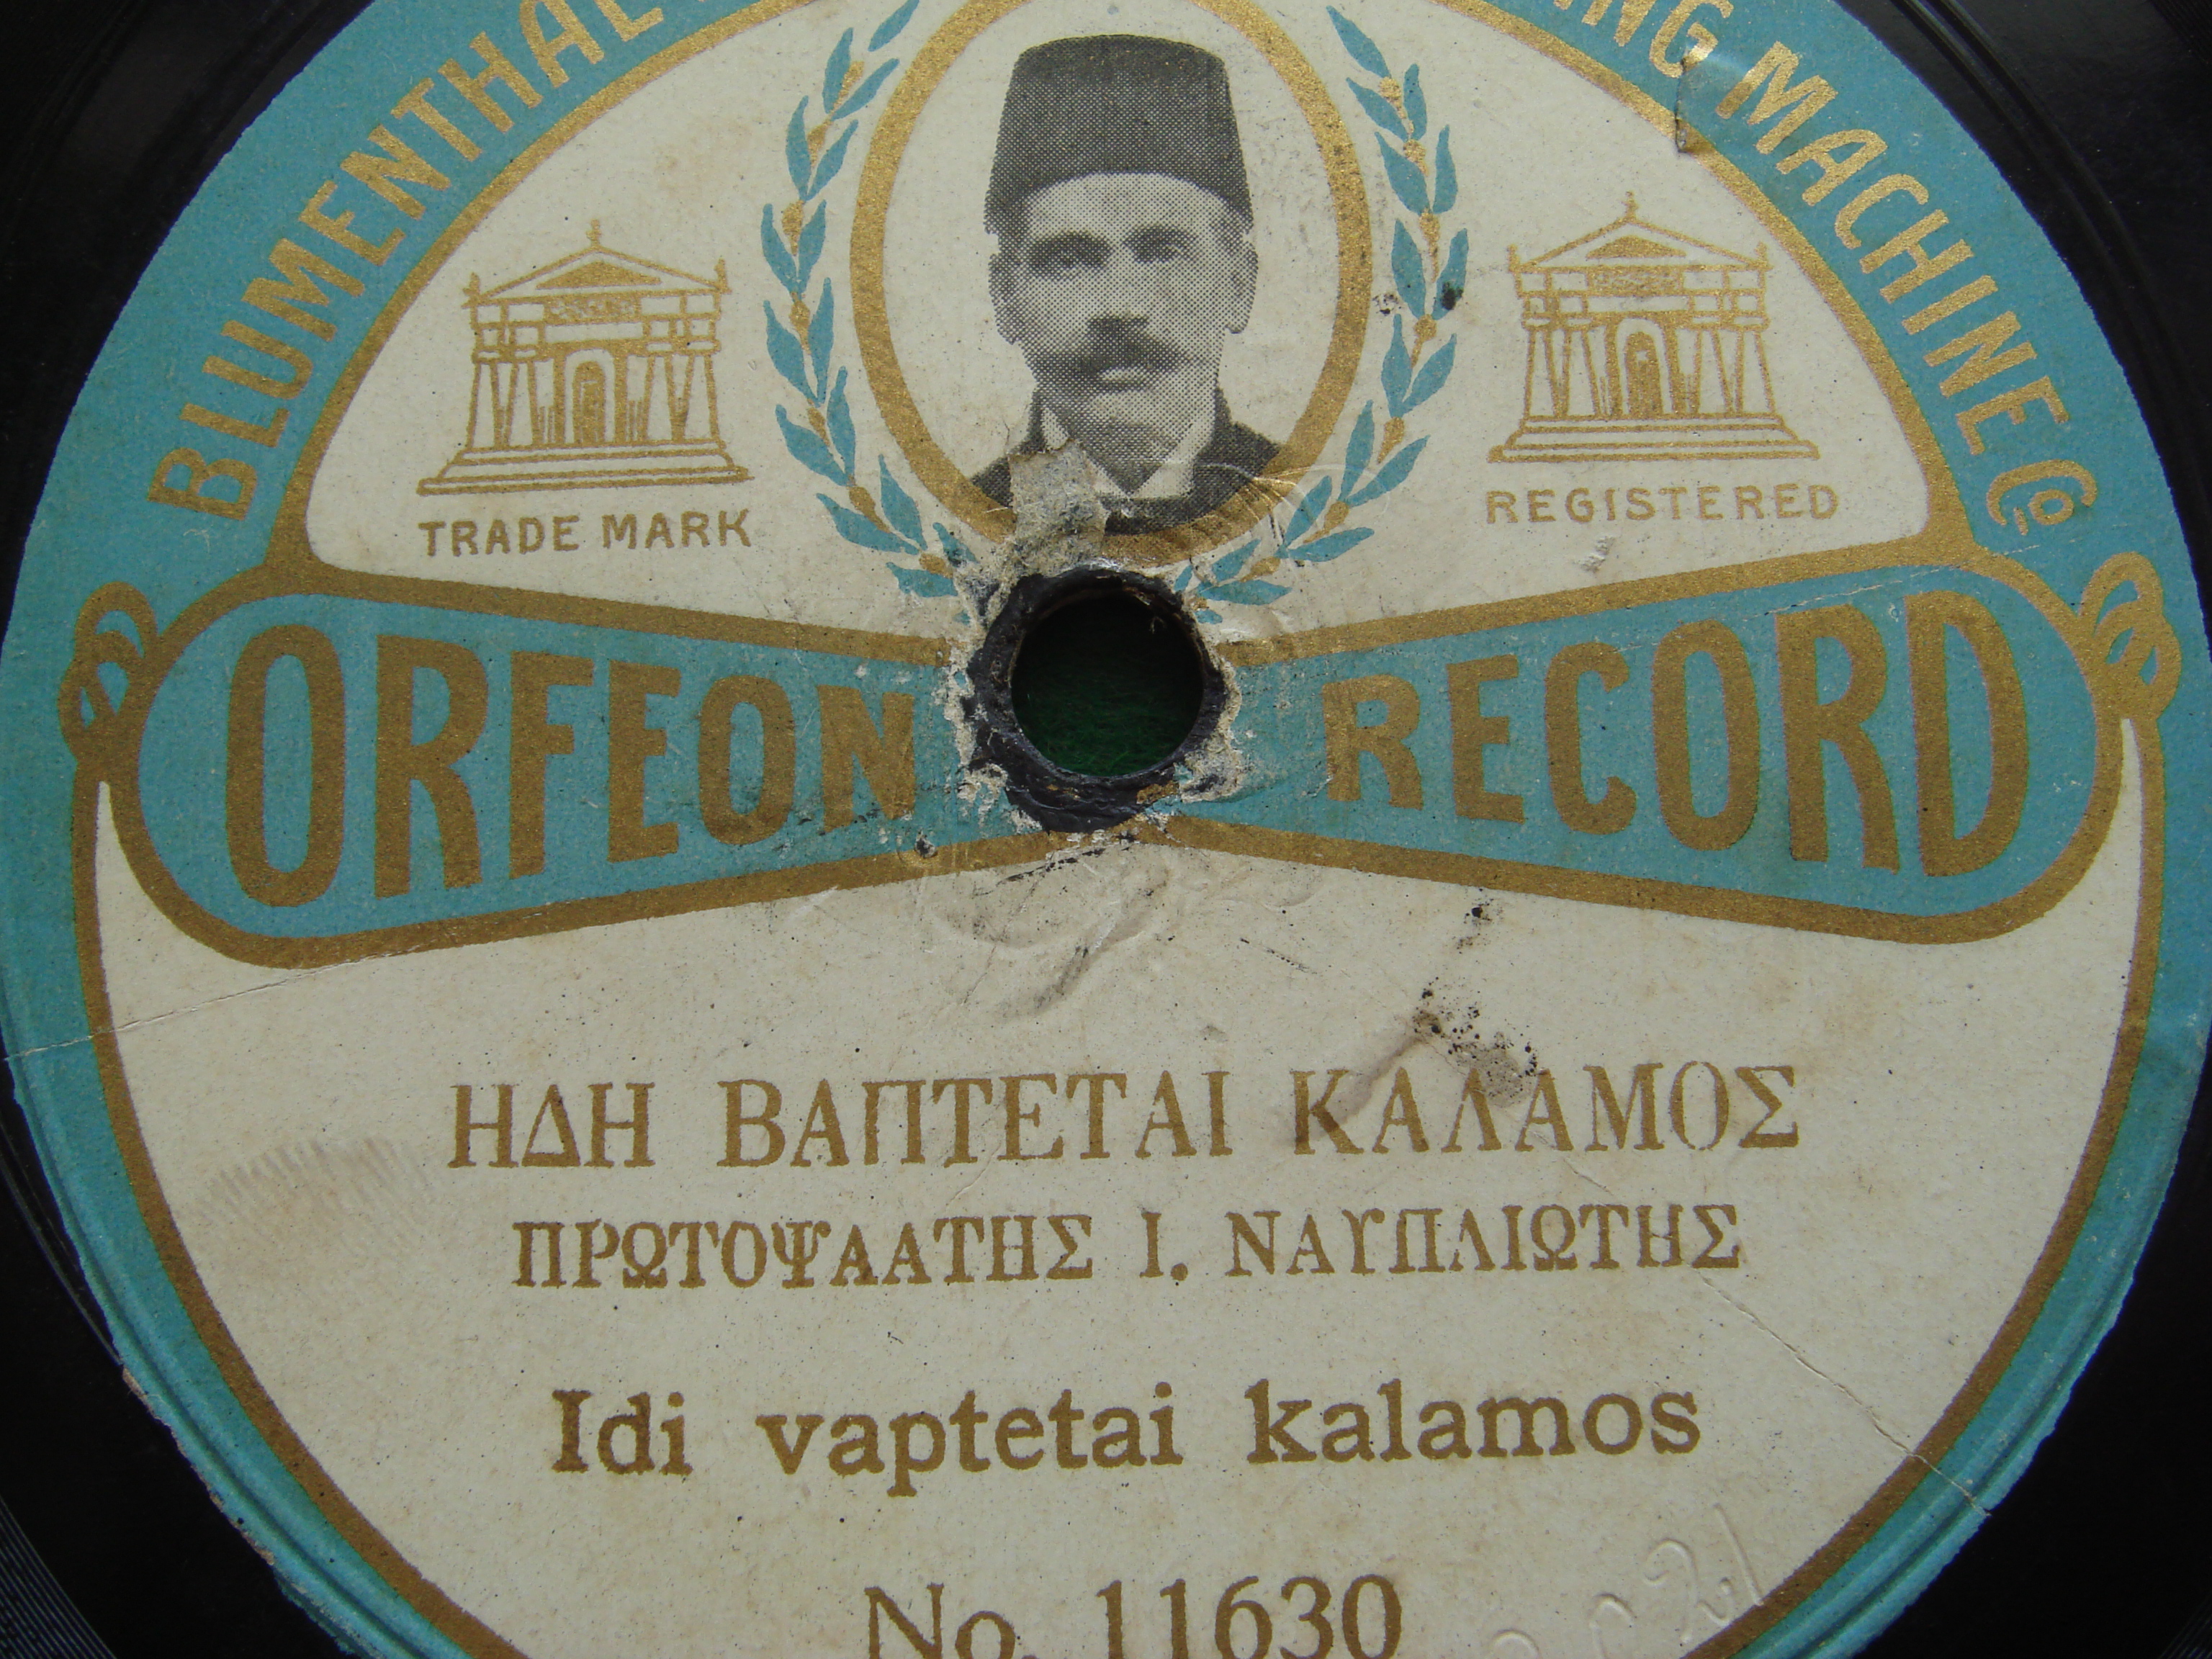 BLUMENTHAL MACHINE Co.
TRADE MARK
REGISTERED
ORFEON RECORD
ΗΔΗ ΒΑΠΤΕΤΑΙ ΚΑΛΑΜΟΣ
ΠΡΩΤΟΨΑΛΤΗΣ Ι. ΝΑΥΠΛΙΩΤΗΣ
Idi vaptetai kalamos
No. 11630